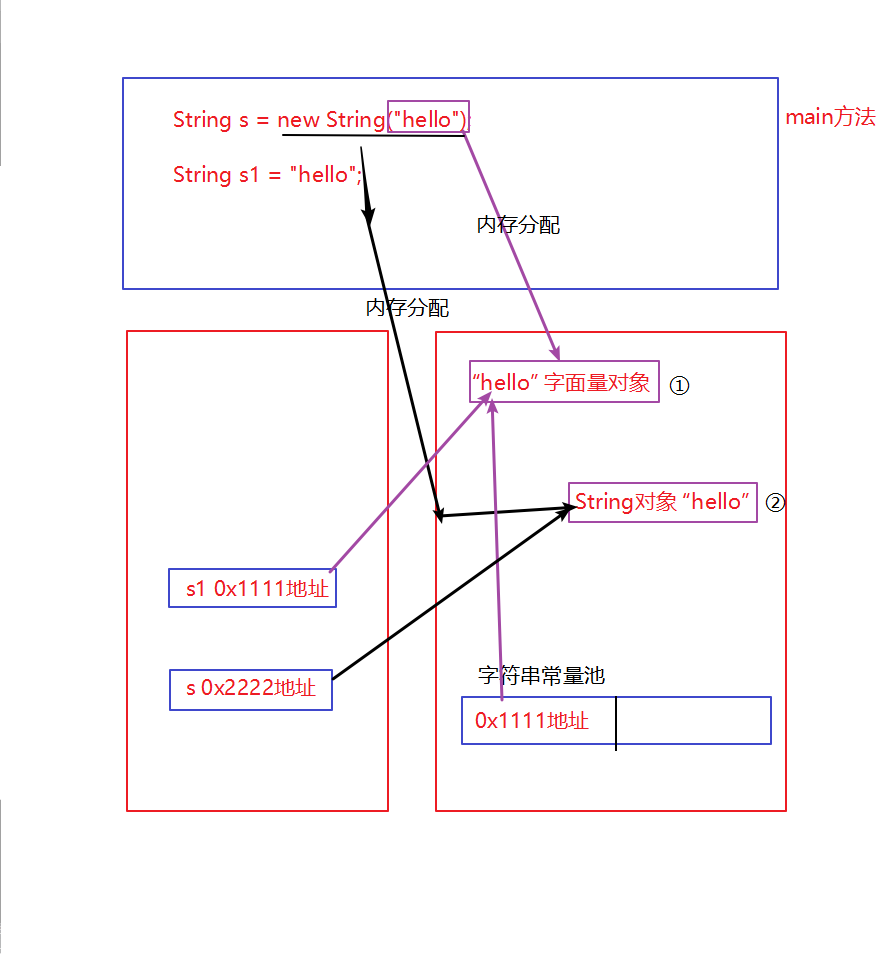 String s = new String("hello");
main方法
String s1 = "hello";
内存分配
内存分配
“hello” 字面量对象
①
String对象 “hello”
②
s1 0x1111地址
s 0x2222地址
字符串常量池
0x1111地址